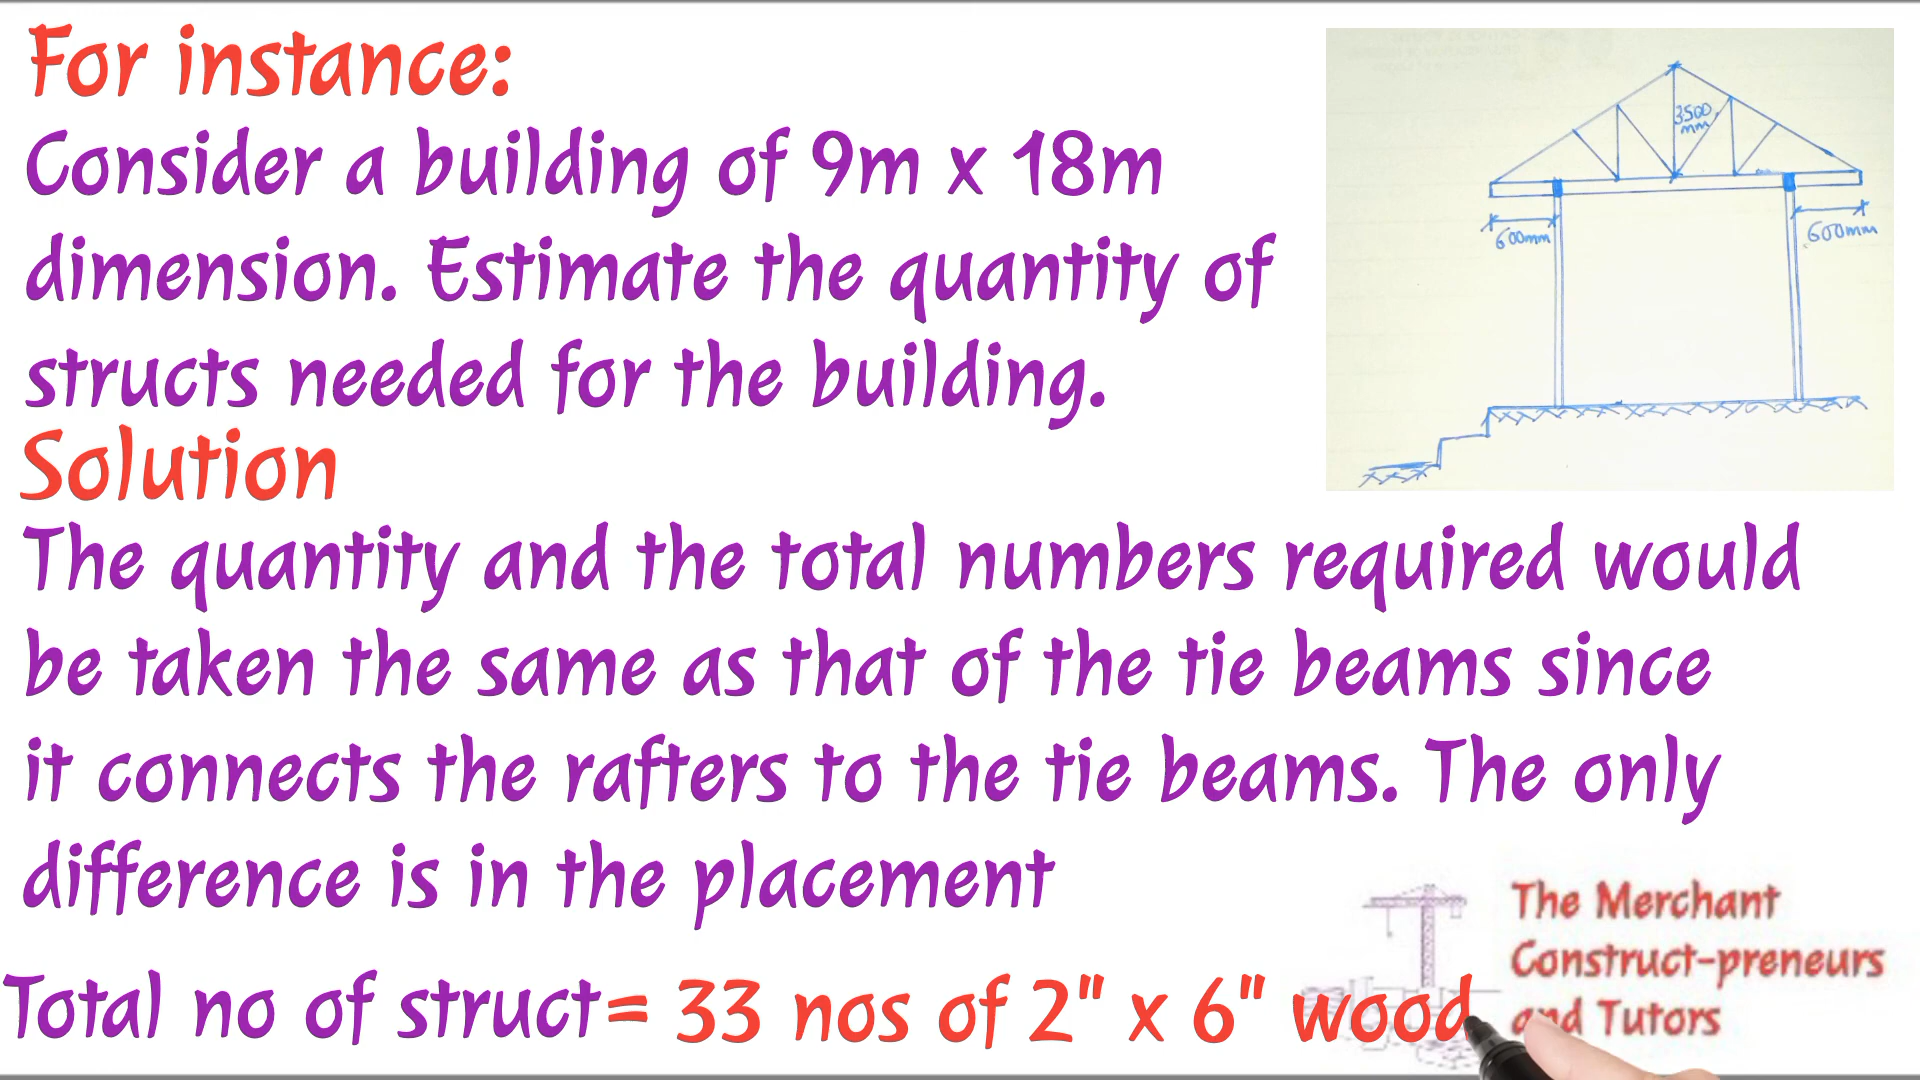 For instance:
Consider a building of 9m x 18m
dimension. Estimate the quantity of
structs needed for the building.
Solution
The quantity and the total numbers required would
be taken the same as that of the tie beams since
it connects the rafters to the tie beams. The only
difference is in the placement
Total no of struct= 33 nos of 2" x 6" wood
3500
mm
600mm
600mm
The Merchant
Construct-preneurs
and Tutors